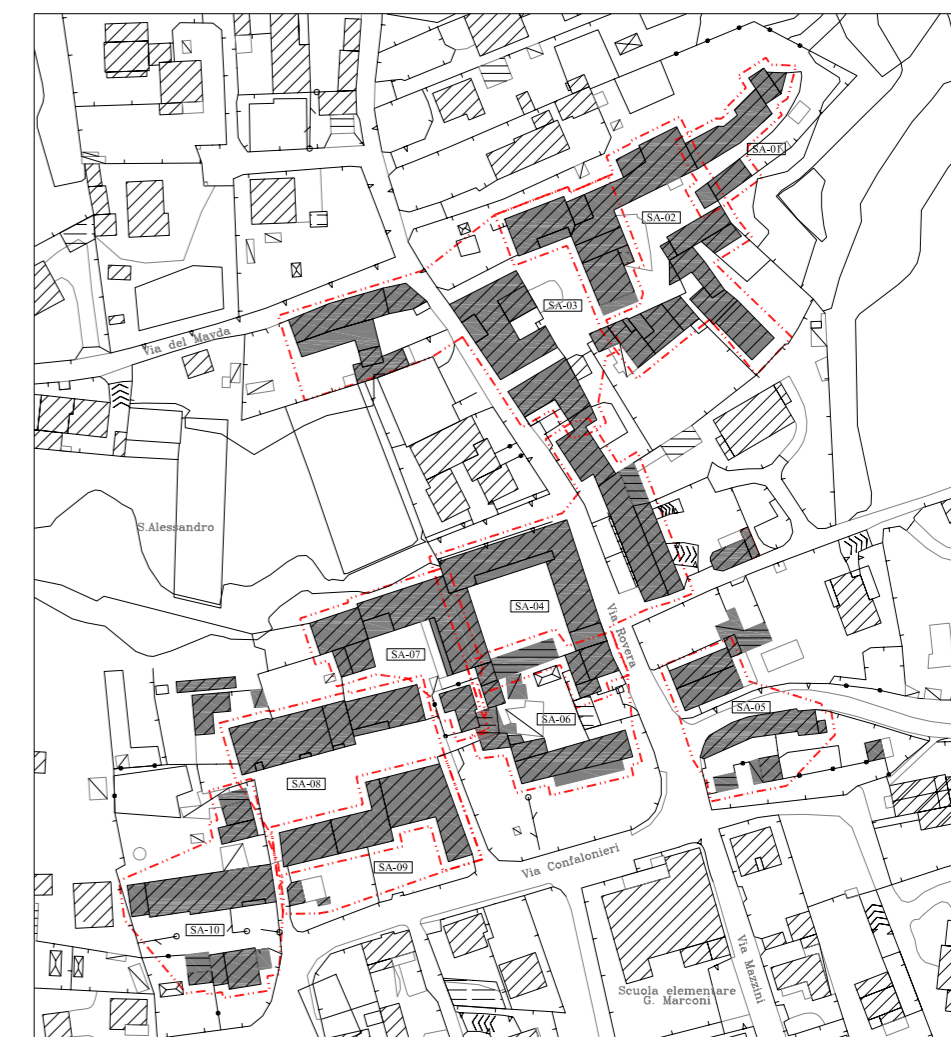 SA-01
SA-02
SA-03
Via del Mayda
S.Alessandro
SA-04
Via Rovera
SA-07
SA-05
SA-06
SA-08
Via Confalonieri
SA-09
SA-10
Via Mazzini
Scuola elementare
G. Marconi